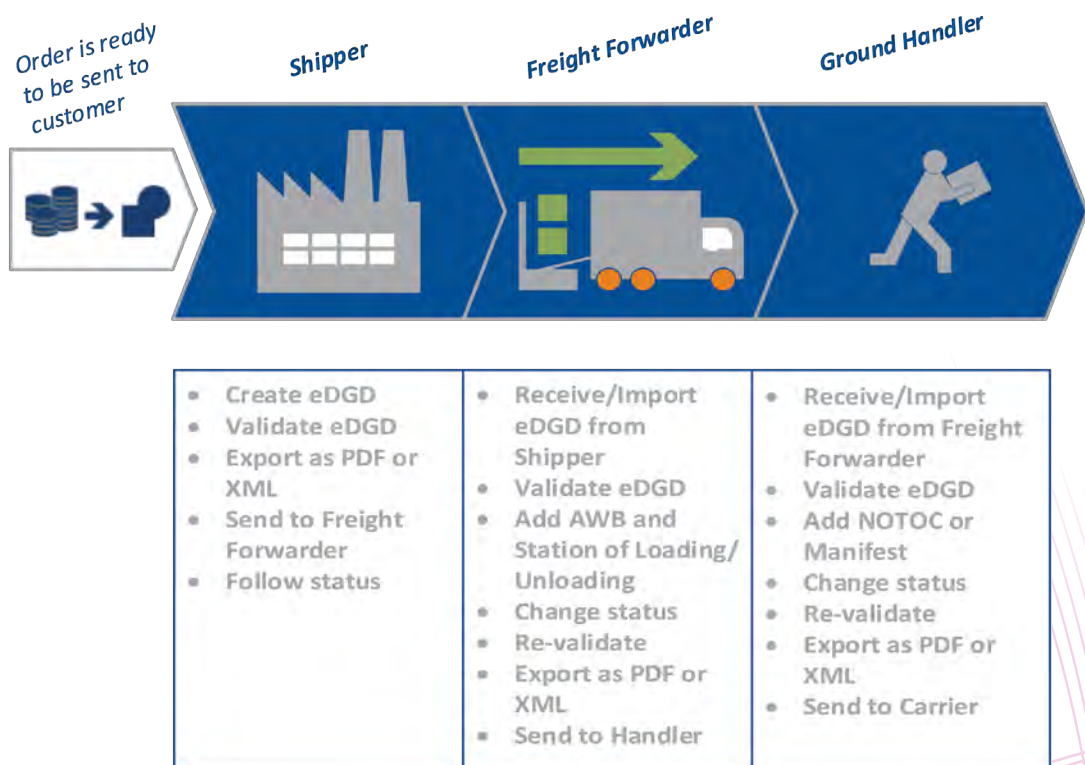 Order is ready
to be sent to
customer
Shipper
Freight Forwarder
Ground Handler
• Create eDGD
• Validate eDGD
• Export as PDF or
XML
• Send to Freight
Forwarder
• Follow status
• Receive/Import
eDGD from
Shipper
• Validate eDGD
• Add AWB and
Station of Loading/
Unloading
• Change status
• Re-validate
• Export as PDF or
XML
• Send to Handler
• Receive/Import
eDGD from Freight
Forwarder
• Validate eDGD
• Add NOTOC or
Manifest
• Change status
• Re-validate
• Export as PDF or
XML
• Send to Carrier